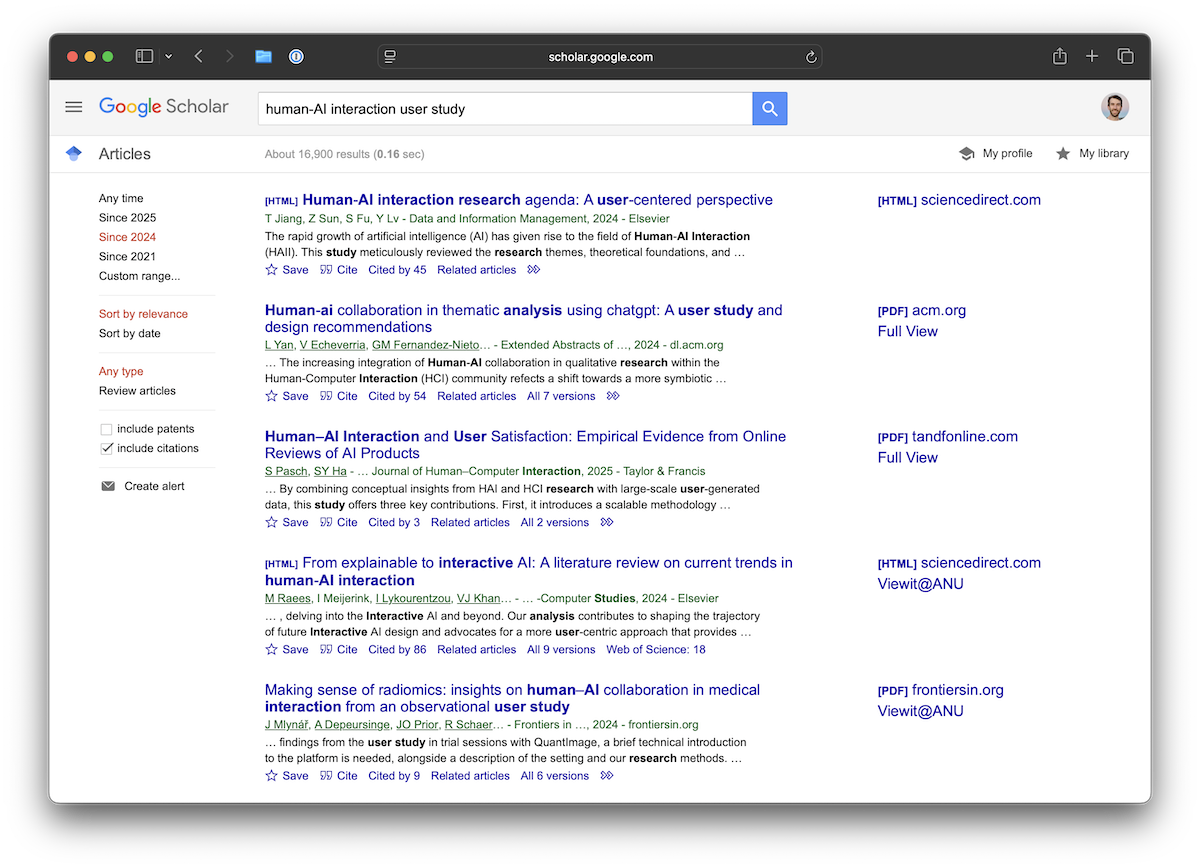 scholar.google.com
Google Scholar
human-AI interaction user study
Articles
About 16,900 results (0.16 sec)
My profile
My library
Any time
Since 2025
Since 2024
Since 2021
Custom range...
Sort by relevance
Sort by date
Any type
Review articles
include patents
include citations
Create alert
[HTML] Human-AI interaction research agenda: A user-centered perspective
T Jiang, Z Sun, S Fu, Y Lv - Data and Information Management, 2024 - Elsevier
The rapid growth of artificial intelligence (AI) has given rise to the field of Human-AI Interaction
(HAII). This study meticulously reviewed the research themes, theoretical foundations, and …
Save Cite Cited by 45 Related articles
[HTML] sciencedirect.com
Human-ai collaboration in thematic analysis using chatgpt: A user study and
design recommendations
L Yan, V Echeverria, GM Fernandez-Nieto… - Extended Abstracts of …, 2024 - dl.acm.org
… The increasing integration of Human-AI collaboration in qualitative research within the
Human-Computer Interaction (HCI) community refects a shift towards a more symbiotic …
Save Cite Cited by 54 Related articles All 7 versions
[PDF] acm.org
Full View
Human–AI Interaction and User Satisfaction: Empirical Evidence from Online
Reviews of AI Products
S Pasch, SY Ha - … Journal of Human–Computer Interaction, 2025 - Taylor & Francis
… By combining conceptual insights from HAI and HCI research with large-scale user-generated
data, this study offers three key contributions. First, it introduces a scalable methodology …
Save Cite Cited by 3 Related articles All 2 versions
[PDF] tandfonline.com
Full View
[HTML] From explainable to interactive AI: A literature review on current trends in
human-AI interaction
M Raees, I Meijerink, I Lykourentzou, VJ Khan… - … -Computer Studies, 2024 - Elsevier
… , delving into the Interactive AI and beyond. Our analysis contributes to shaping the trajectory
of future Interactive AI design and advocates for a more user-centric approach that provides …
Save Cite Cited by 86 Related articles All 9 versions Web of Science: 18
[HTML] sciencedirect.com
Viewit@ANU
Making sense of radiomics: insights on human–AI collaboration in medical
interaction from an observational user study
J Mlynář, A Depeursinge, JO Prior, R Schaer… - Frontiers in …, 2024 - frontiersin.org
… findings from the user study in trial sessions with QuantImage, a brief technical introduction
to the platform is needed, alongside a description of the setting and our research methods. …
Save Cite Cited by 9 Related articles All 6 versions
[PDF] frontiersin.org
Viewit@ANU